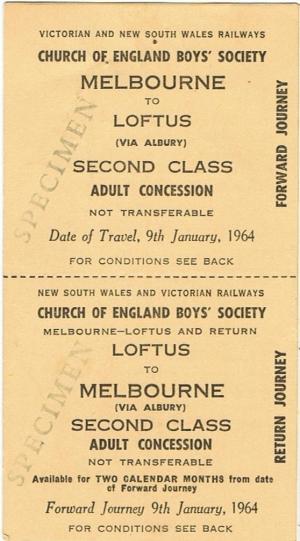 VICTORIAN AND NEW SOUTH WALES RAILWAYS
CHURCH OF ENGLAND BOYS' SOCIETY
MELBOURNE
TO
LOFTUS
(VIA ALBURY)
SECOND CLASS
ADULT CONCESSION
NOT TRANSFERABLE
Date of Travel, 9th January, 1964
FOR CONDITIONS SEE BACK
FORWARD JOURNEY
SPECIMEN
NEW SOUTH WALES AND VICTORIAN RAILWAYS
CHURCH OF ENGLAND BOYS' SOCIETY
MELBOURNE—LOFTUS AND RETURN
LOFTUS
TO
MELBOURNE
(VIA ALBURY)
SECOND CLASS
ADULT CONCESSION
NOT TRANSFERABLE
Available for TWO CALENDAR MONTHS from date
of Forward Journey
Forward Journey 9th January, 1964
FOR CONDITIONS SEE BACK
RETURN JOURNEY
SPECIMEN